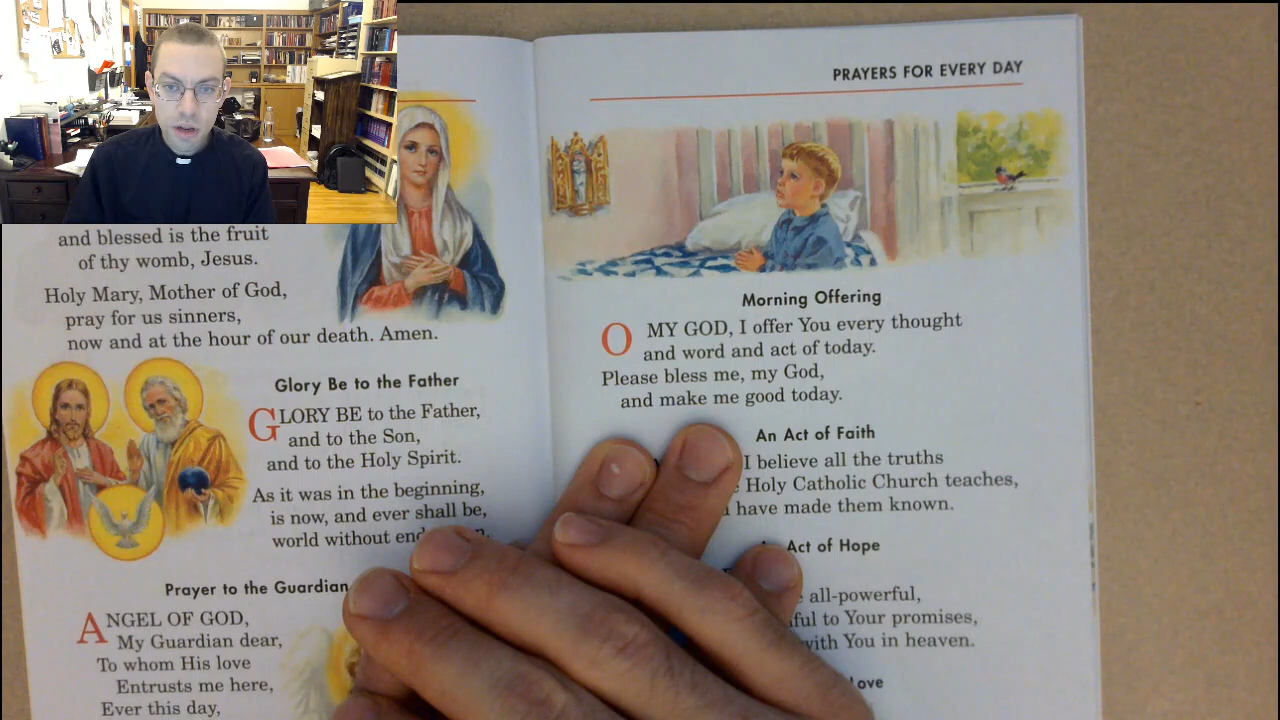 and blessed is the fruit
of thy womb, Jesus.
Holy Mary, Mother of God,
pray for us sinners,
now and at the hour of our death. Amen.
Glory Be to the Father
GLORY BE to the Father,
and to the Son,
and to the Holy Spirit.
As it was in the beginning,
is now, and ever shall be,
world without
Prayer to the Guardian
ANGEL OF GOD,
My Guardian dear,
To whom His love
Entrusts me here,
Ever this day,
PRAYERS FOR EVERY DAY
Morning Offering
O MY GOD, I offer You every thought
and word and act of today.
Please bless me, my God,
and make me good today.
An Act of Faith
I believe all the truths
Holy Catholic Church teaches,
have made them known.
Act of Hope
all-powerful,
to Your promises,
with You in heaven.
Love